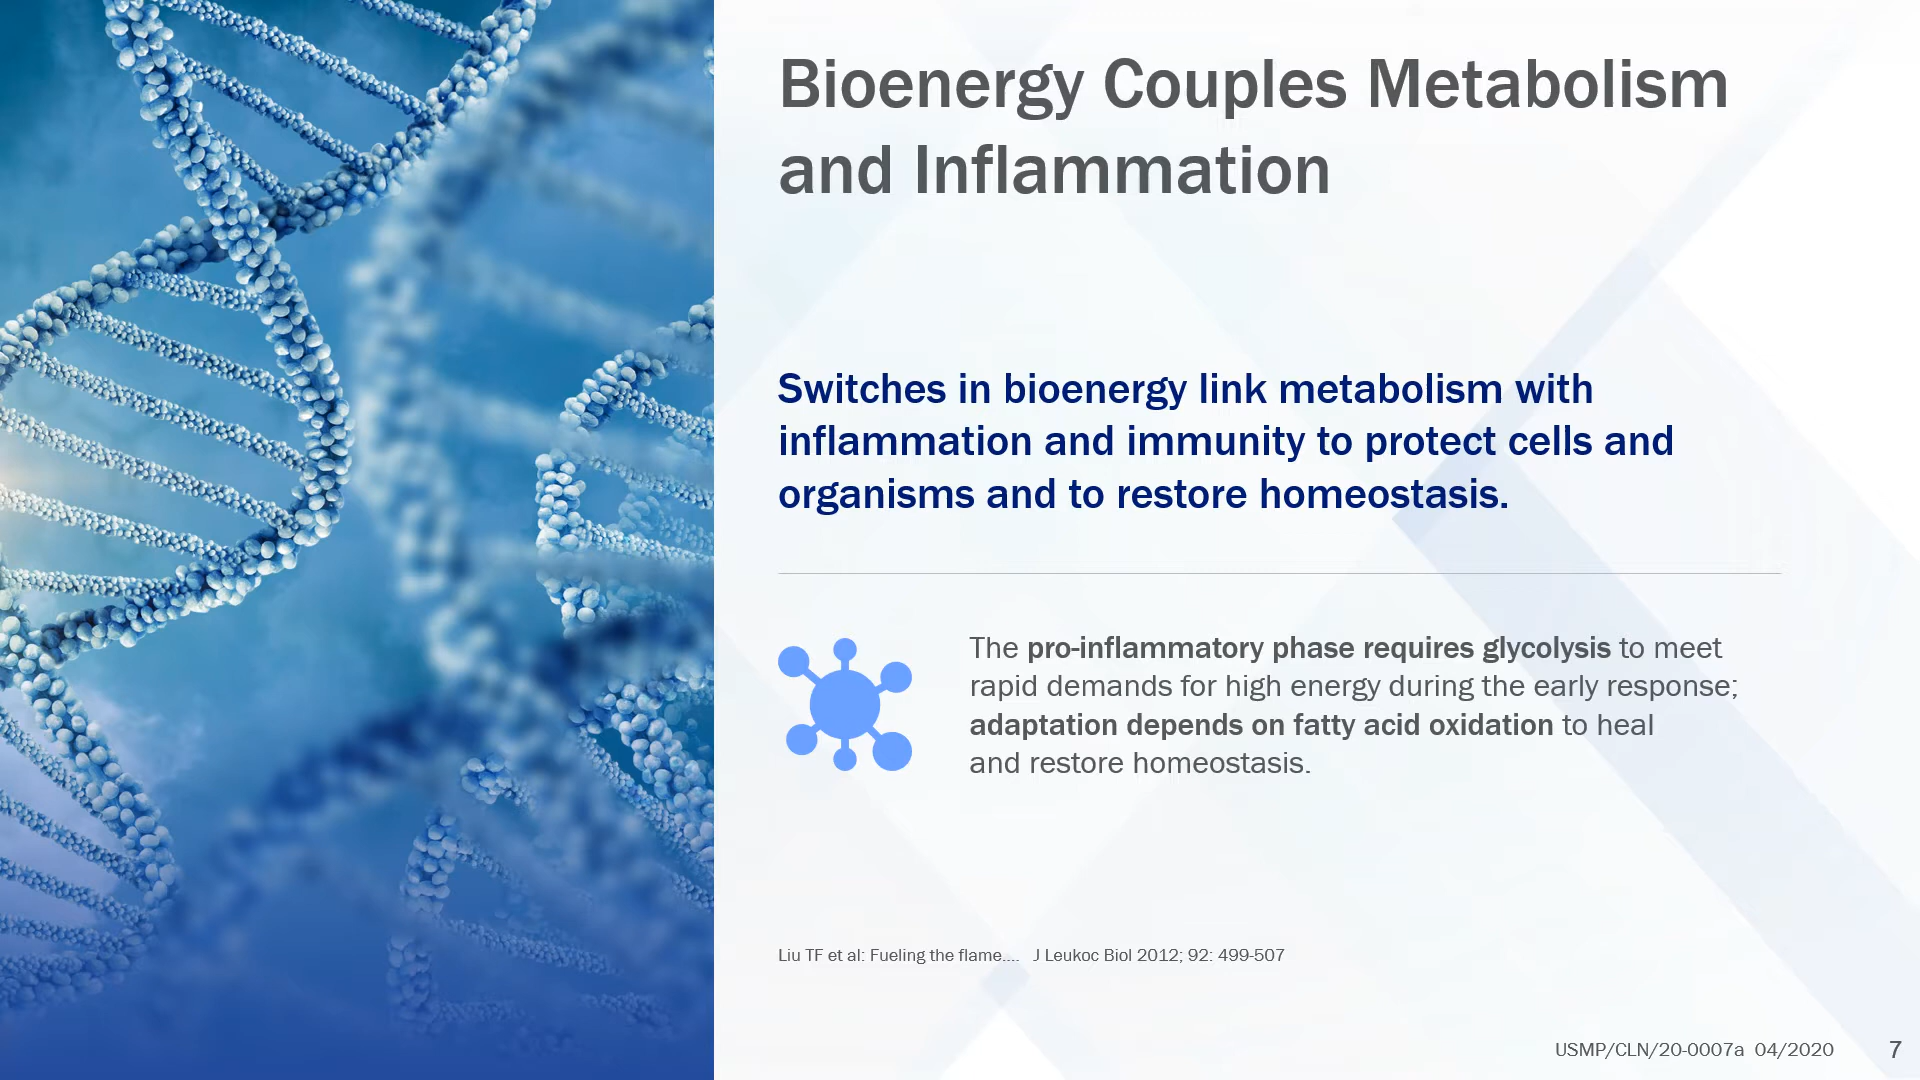 Bioenergy Couples Metabolism
and Inflammation
Switches in bioenergy link metabolism with
inflammation and immunity to protect cells and
organisms and to restore homeostasis.
The pro-inflammatory phase requires glycolysis to meet
rapid demands for high energy during the early response;
adaptation depends on fatty acid oxidation to heal
and restore homeostasis.
Liu TF et al: Fueling the flame.... J Leukoc Biol 2012; 92: 499-507
USMP/CLN/20-0007a 04/2020 7